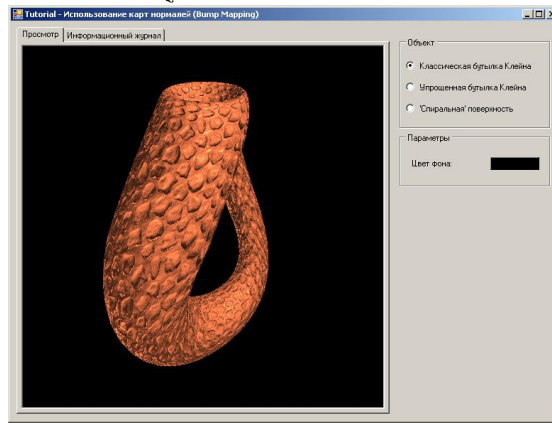 Tutorial - Использование карт нормалей (Bump Mapping)
Просмотр
Информационный журнал
Объект
Классическая бутылка Клейна
Упрощенная бутылка Клейна
'Спиральная' поверхность
Параметры
Цвет фона: